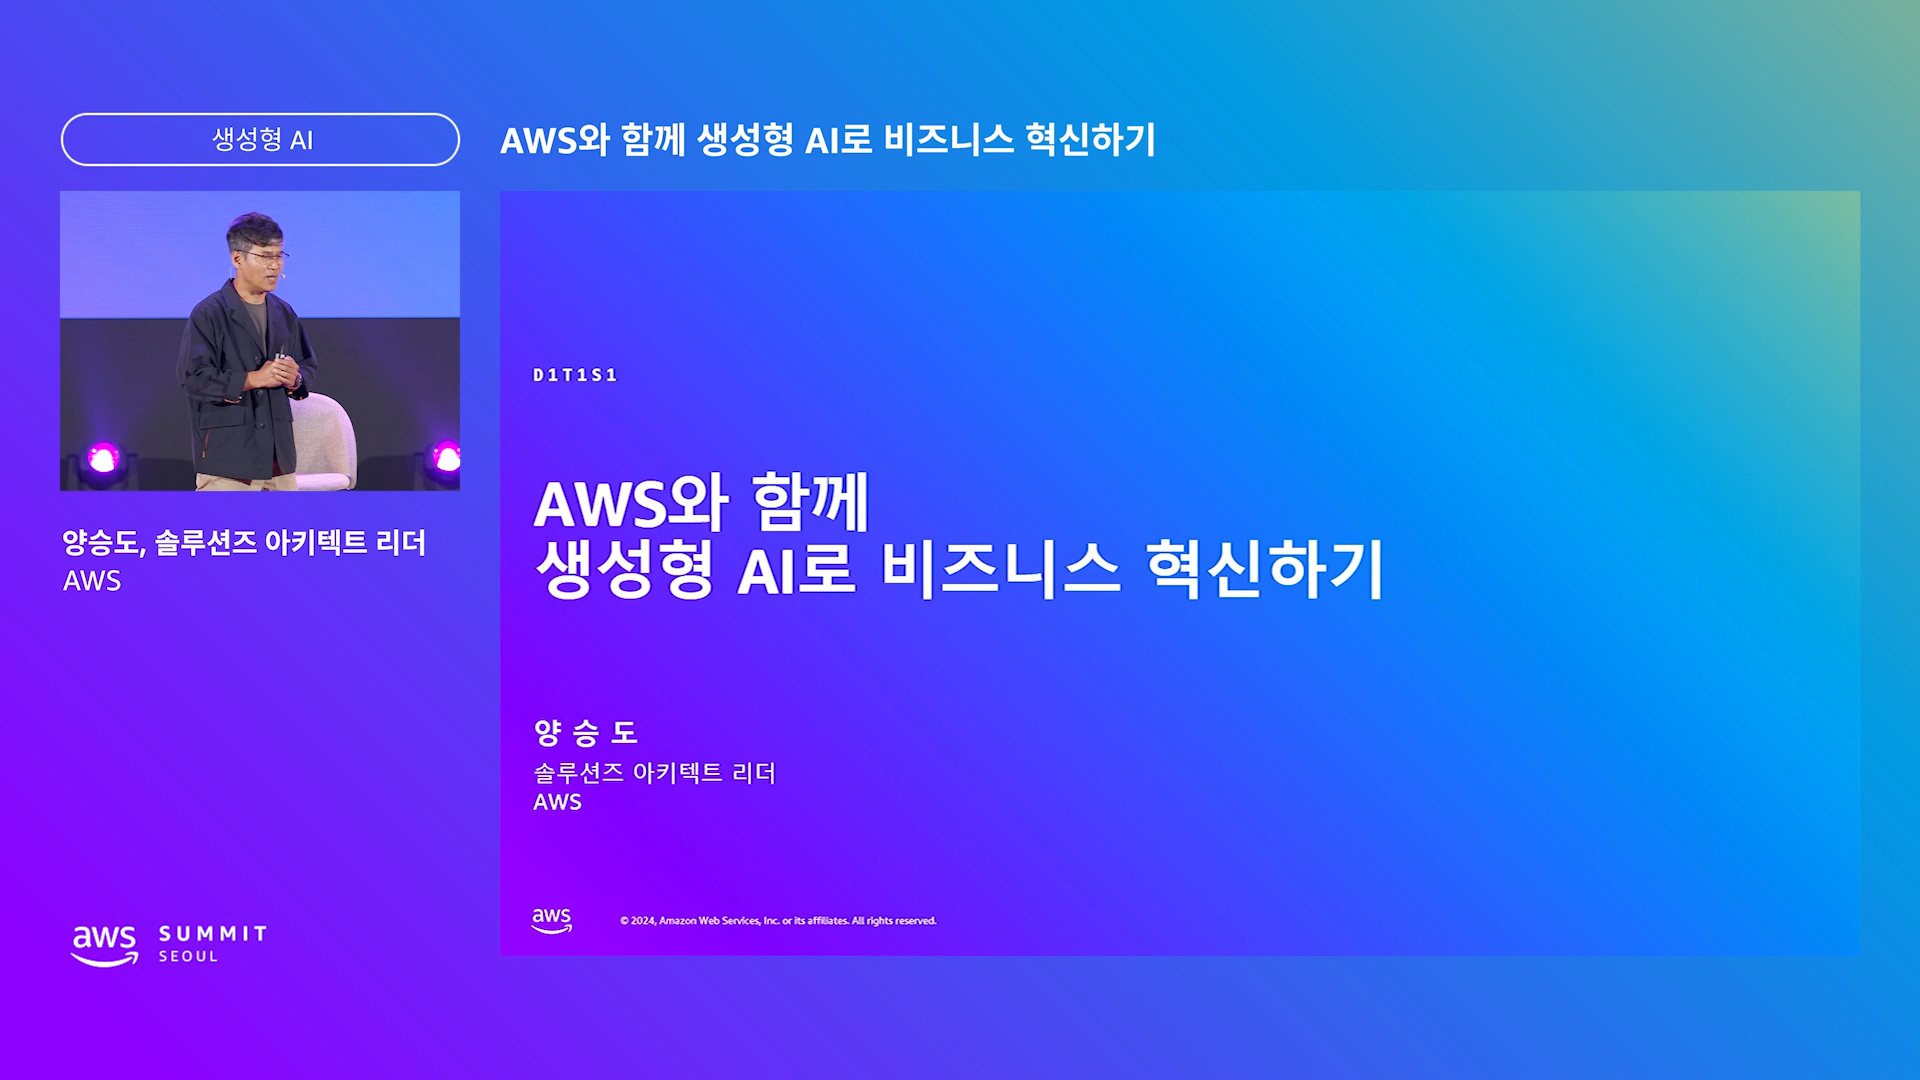 생성형 AI
AWS와 함께 생성형 AI로 비즈니스 혁신하기
양승도, 솔루션즈 아키텍트 리더
AWS
D1T1S1
AWS와 함께
생성형 AI로 비즈니스 혁신하기
양승도
솔루션즈 아키텍트 리더
AWS
aws
© 2024, Amazon Web Services, Inc. or its affiliates. All rights reserved.
aws SUMMIT
SEOUL